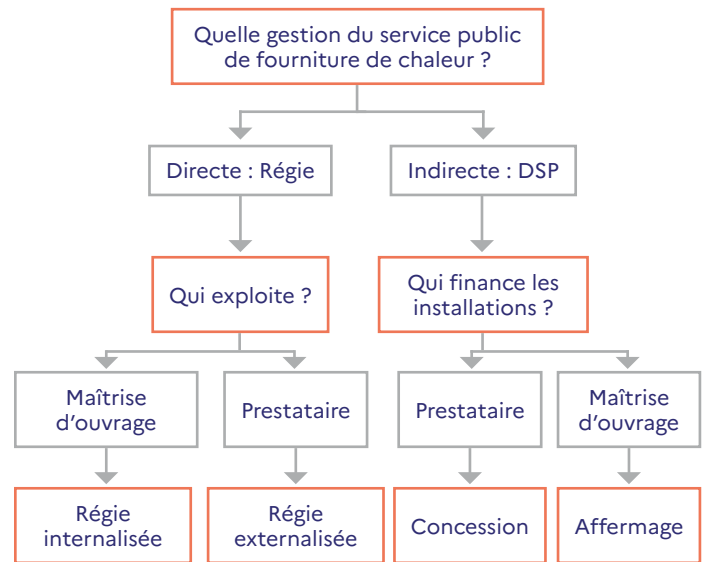 Quelle gestion du service public
de fourniture de chaleur ?
Directe : Régie
Indirecte : DSP
Qui exploite ?
Qui finance les
installations ?
Maîtrise
d'ouvrage
Prestataire
Prestataire
Maîtrise
d'ouvrage
Régie
internalisée
Régie
externalisée
Concession
Affermage